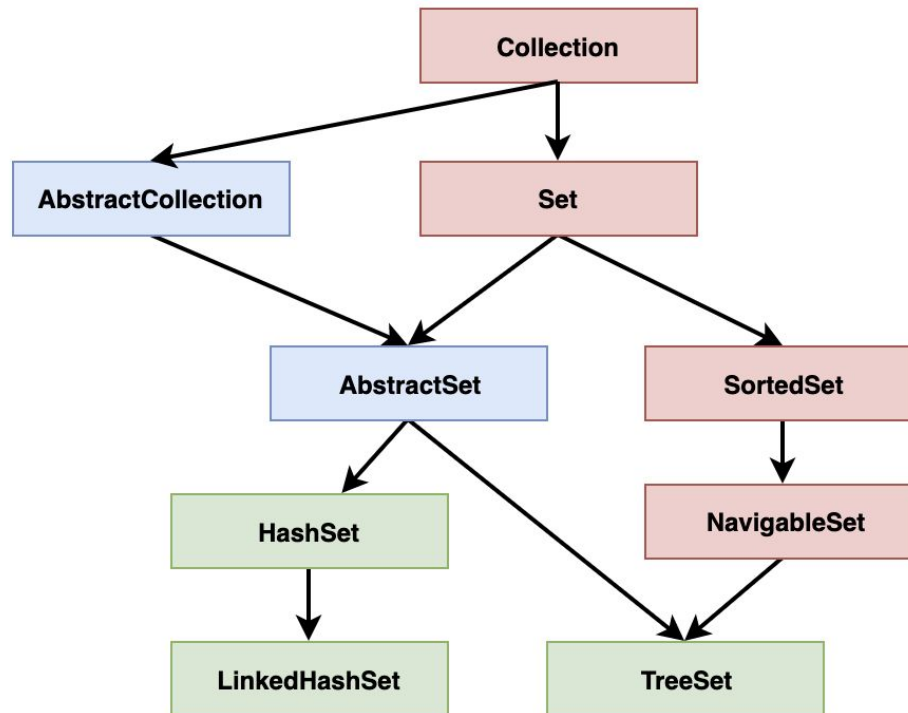 Collection
AbstractCollection
Set
AbstractSet
SortedSet
HashSet
NavigableSet
LinkedHashSet
TreeSet